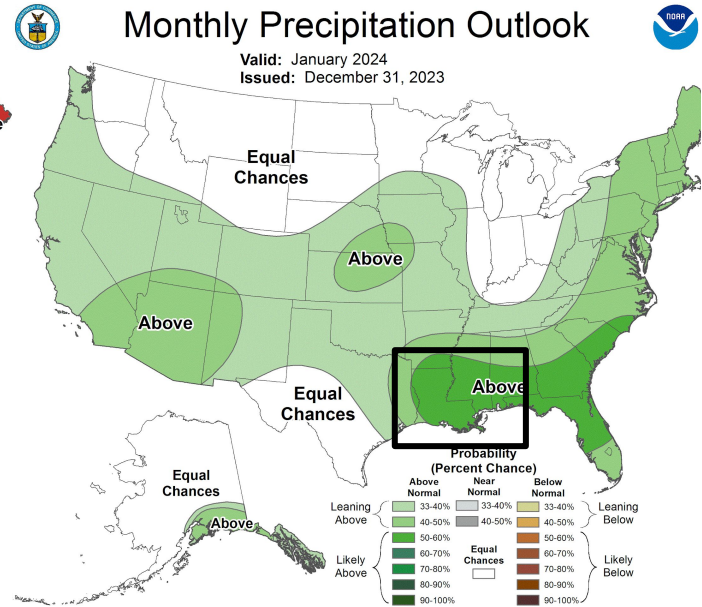 Monthly Precipitation Outlook
NOAA
Valid: January 2024
Issued: December 31, 2023
Equal
Chances
Above
Above
Equal
Chances
Above
Equal
Chances
Above
Probability
(Percent Chance)
Above
Normal
Near
Normal
Below
Normal
Leaning
Above
33-40%
33-40%
33-40%
Leaning
Below
40-50%
40-50%
40-50%
Likely
Above
50-60%
Equal
Chances
50-60%
Likely
Below
60-70%
60-70%
70-80%
70-80%
80-90%
80-90%
90-100%
90-100%